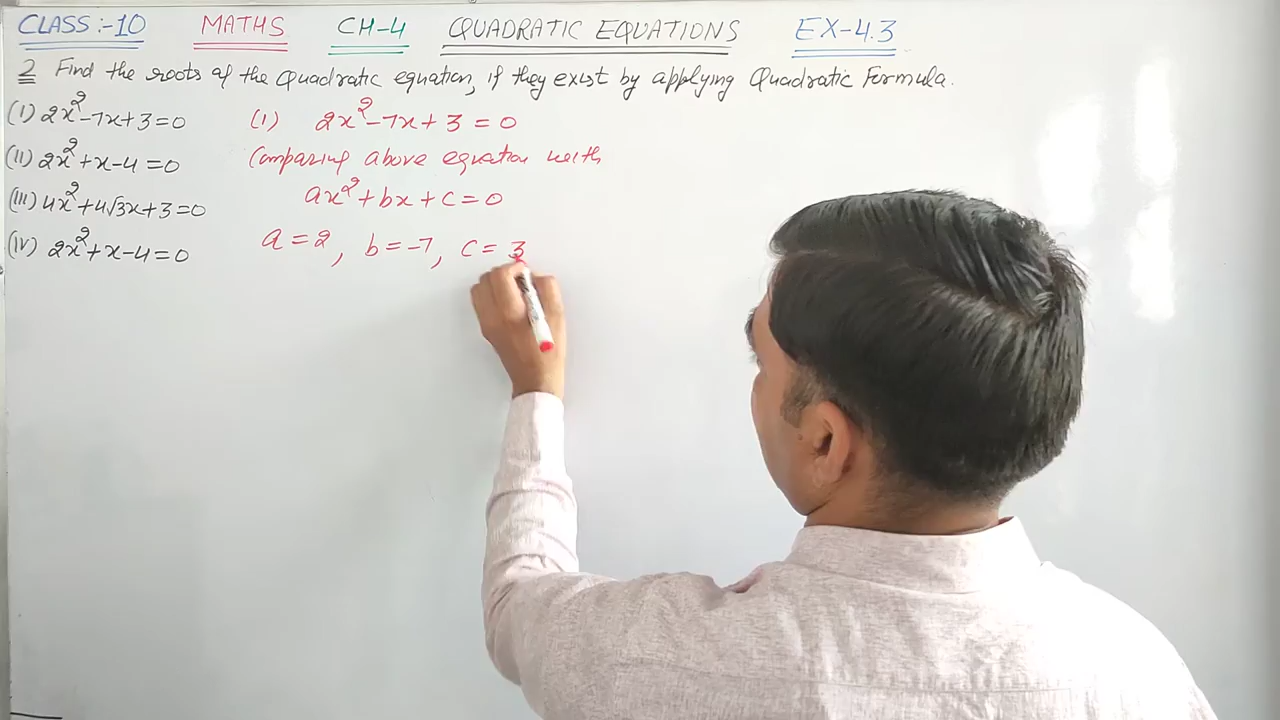 CLASS:-10 MATHS CH-4 QUADRATIC EQUATIONS EX-4.3
2 Find the roots of the Quadratic equation, if they exist by applying Quadratic Formula.
(I) 2x²-7x+3=0
(II) 2x²+x-4=0
(III) 4x²+4√3x+3=0
(IV) 2x²+x-4=0
(I) 2x²-7x+3=0
Comparing above equation with
ax²+bx+c=0
a=2, b=-7, c=3